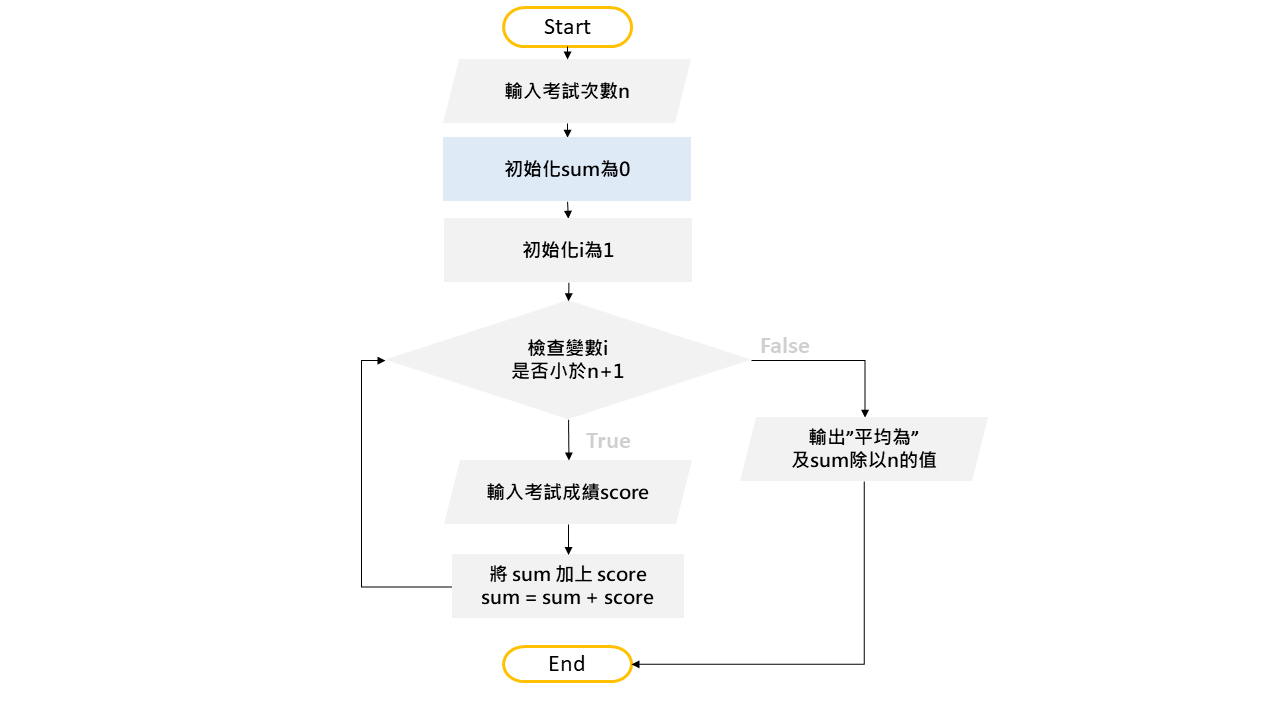 Start
輸入考試次數n
初始化sum為0
初始化i為1
檢查變數i
是否小於n+1
False
True
輸出”平均為”
及sum除以n的值
輸入考試成績score
將 sum 加上 score
sum = sum + score
End